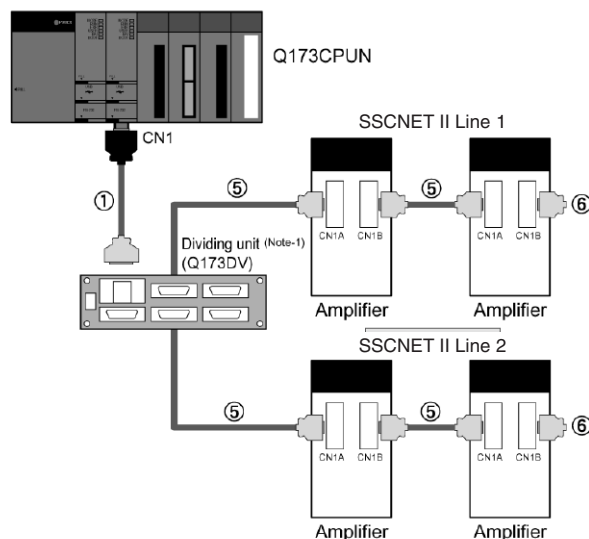 Q173CPUN
CN1
SSCNET II Line 1
①
⑤
⑤
⑥
CN1A
CN1B
CN1A
CN1B
Dividing unit (Note-1)
(Q173DV)
Amplifier
Amplifier
SSCNET II Line 2
⑤
⑤
⑥
CN1A
CN1B
CN1A
CN1B
Amplifier
Amplifier